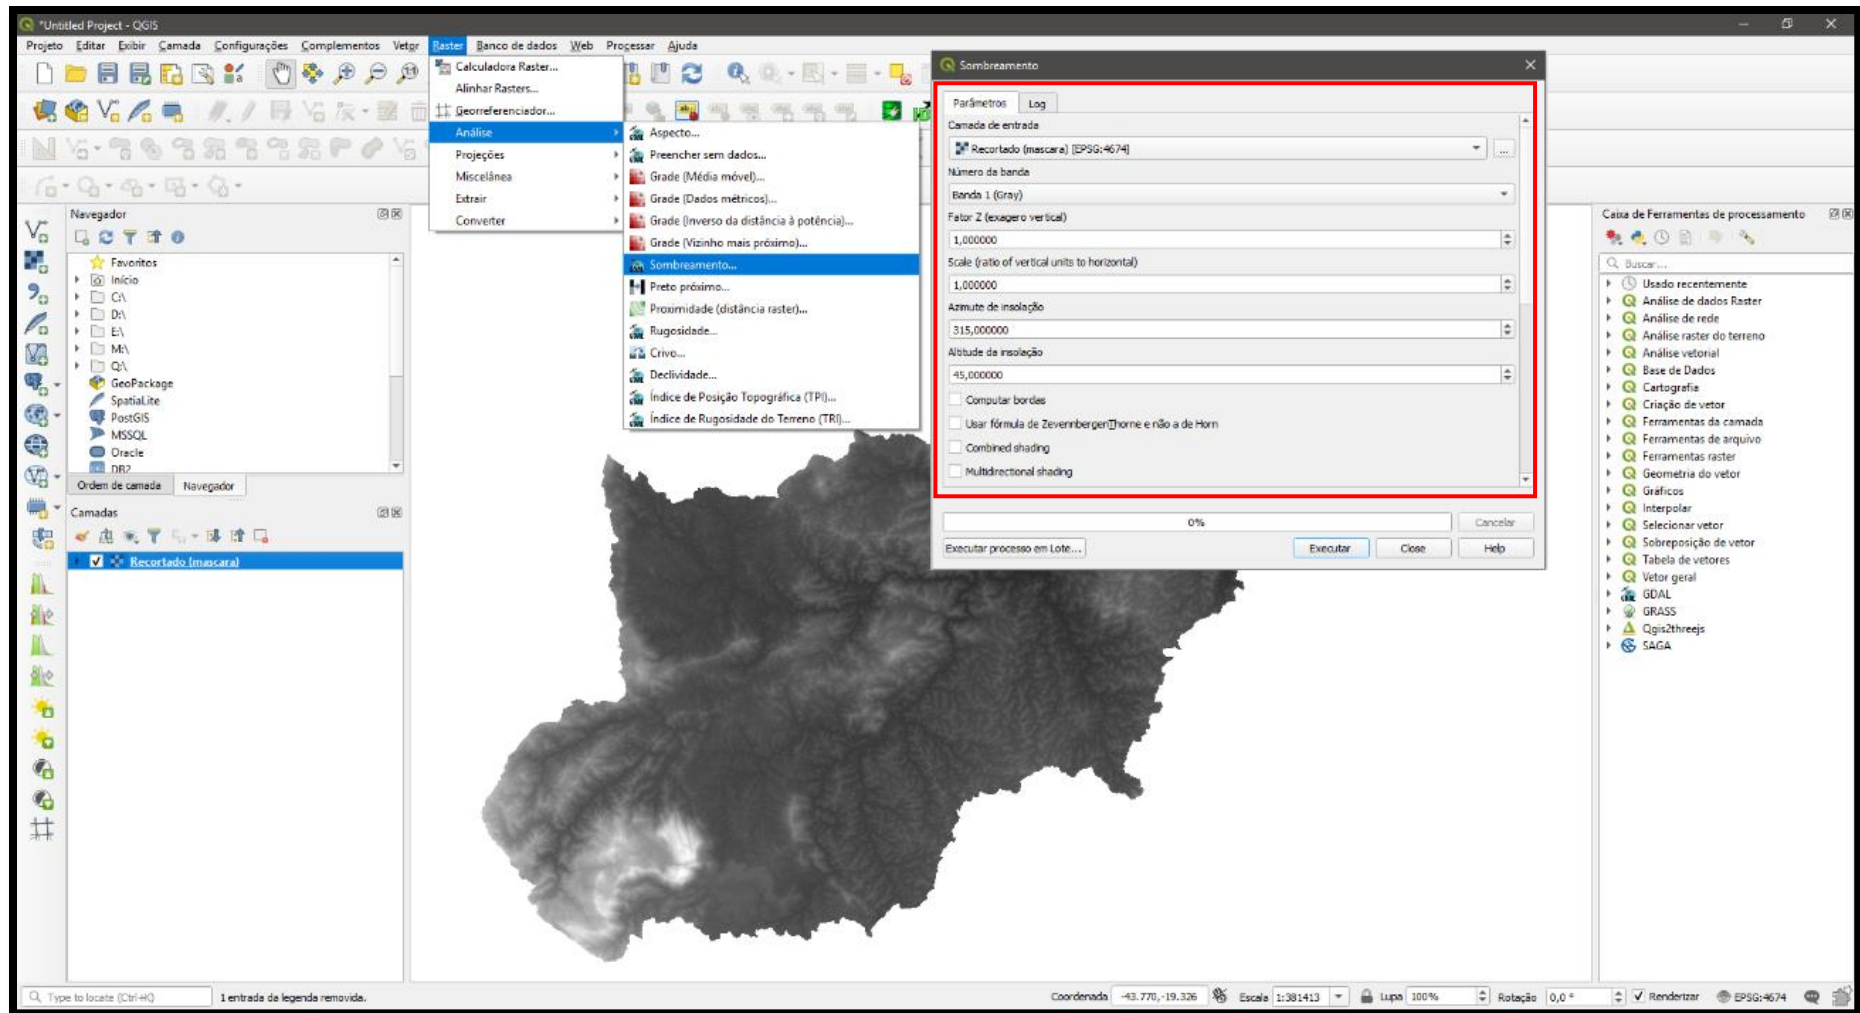 *Untitled Project - QGIS
Projeto Editar Exibir Camada Configurações Complementos Vetor Raster Banco de dados Web Processar Ajuda
Calculadora Raster...
Alinhar Rasters...
Georreferenciador...
Análise
Projeções
Miscelânea
Extrair
Converter
Aspecto...
Preencher sem dados...
Grade (Média móvel)...
Grade (Dados métricos)...
Grade (Inverso da distância à potência)...
Grade (Vizinho mais próximo)...
Sombreamento...
Preto próximo...
Proximidade (distância raster)...
Rugosidade...
Crivo...
Declividade...
Índice de Posição Topográfica (TPI)...
Índice de Rugosidade do Terreno (TRI)...
Sombreamento
Parâmetros Log
Camada de entrada
Recortado (mascara) [EPSG:4674]
...
Número da banda
Banda 1 (Gray)
Fator Z (exagero vertical)
1,000000
Scale (ratio of vertical units to horizontal)
1,000000
Azimute de insolação
315,000000
Altitude da insolação
45,000000
Computar bordas
Usar fórmula de ZevennbergenThorne e não a de Horn
Combined shading
Multidirectional shading
0%
Cancelar
Executar processo em Lote...
Executar Close Help
Navegador
Favoritos
Início
C:\
D:\
E:\
M:\
Q:\
GeoPackage
SpatiaLite
PostGIS
MSSQL
Oracle
DB2
Ordem de camada Navegador
Camadas
Recortado (mascara)
Caixa de Ferramentas de processamento
Buscar...
Usado recentemente
Análise de dados Raster
Análise de rede
Análise raster do terreno
Análise vetorial
Base de Dados
Cartografia
Criação de vetor
Ferramentas da camada
Ferramentas de arquivo
Ferramentas raster
Geometria do vetor
Gráficos
Interpolar
Selecionar vetor
Sobreposição de vetor
Tabela de vetores
Vetor geral
GDAL
GRASS
Qgis2threejs
SAGA
Type to locate (Ctrl+K) 1 entrada da legenda removida. Coordenada -43.770,-19.326 Escala 1:381413 Lupa 100% Rotação 0,0 ° Renderizar EPSG:4674